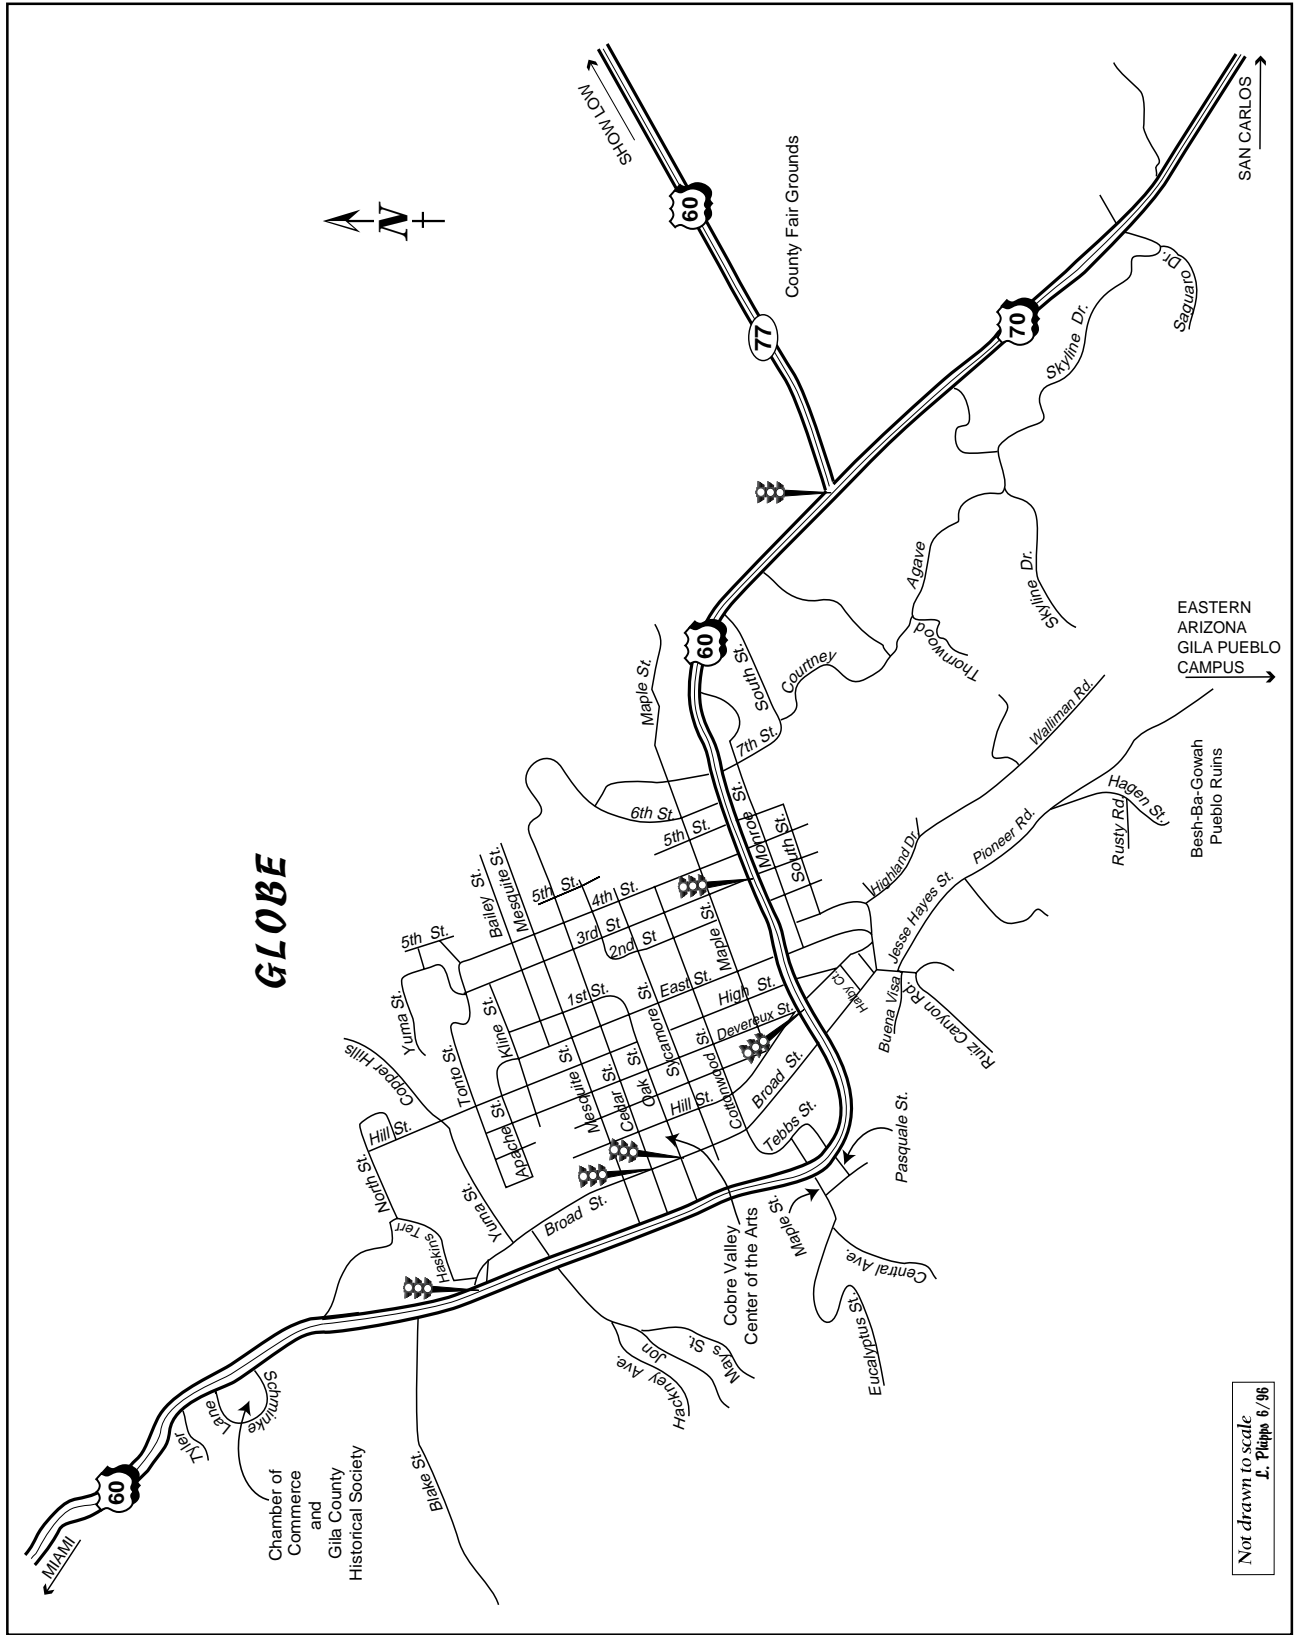 GLOBE
N
MIAMI
60
Tyler
Schminke
Lane
Chamber of
Commerce
and
Gila County
Historical Society
Blake St.
North St.
Hill St.
Copper Hills
Haskins Terr
Yuma St.
Broad St.
Hackney Ave.
Jon
Mays St.
Yuma St.
5th St.
Tonto St.
Kline St.
Apache St.
Bailey St.
Mesquite St.
5th St.
4th St.
3rd St
2nd St
1st St.
East St.
High St.
Devereux St.
Mesquite St.
Cedar St.
Oak St.
Sycamore St.
Cottonwood St.
Hill St.
Broad St.
Tebbs St.
Maple St.
Maple St.
6th St.
5th St.
7th St.
Monroe St.
South St.
South St.
Cobre Valley
Center of the Arts
Maple St.
Pasquale St.
Central Ave.
Eucalyptus St.
Haby Ct.
Buena Visa
Ruiz Canyon Rd.
Jesse Hayes St.
Highland Dr.
Pioneer Rd.
Walliman Rd.
Rusty Rd.
Hagen St.
Besh-Ba-Gowah
Pueblo Ruins
EASTERN
ARIZONA
GILA PUEBLO
CAMPUS
60
Courtney
Thornwood
Agave
Skyline Dr.
Skyline Dr.
Saguaro Dr.
70
77
60
SHOW LOW
County Fair Grounds
SAN CARLOS
Not drawn to scale
L. Phipps 6/96